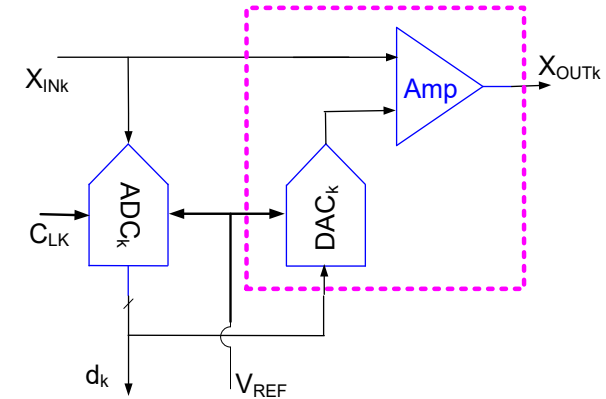 X_INk
Amp
X_OUTk
ADC_k
DAC_k
C_LK
d_k
V_REF